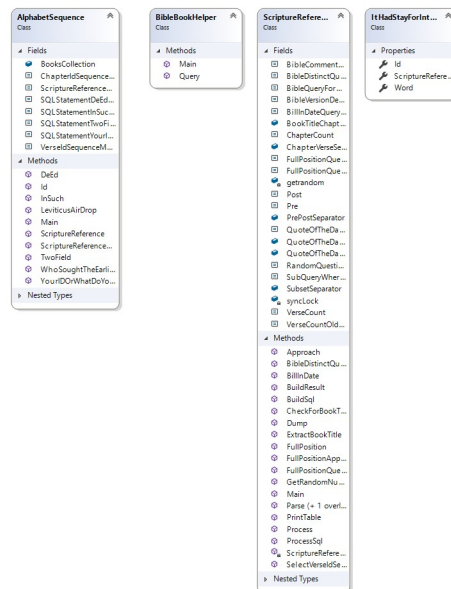 AlphabetSequence
Class
Fields
BooksCollection
ChapterIdSequence...
ScriptureReference...
SQLStatementDeEd...
SQLStatementInSuc...
SQLStatementTwoFi...
SQLStatementYourI...
VerseIdSequenceM...
Methods
DeEd
Id
InSuch
LeviticusAirDrop
Main
ScriptureReference
ScriptureReference...
TwoField
WhoSoughtTheEarli...
YourIDOrWhatDoYo...
Nested Types
BibleBookHelper
Class
Methods
Main
Query
ScriptureRefere...
Class
Fields
BibleComment...
BibleDistinctQu...
BibleQueryFor...
BibleVersionDe...
BillInDateQuery...
BookTitleChapt...
ChapterCount
ChapterVerseSe...
FullPositionQue...
FullPositionQue...
getrandom
Post
Pre
PrePostSeparator
QuoteOfTheDa...
QuoteOfTheDa...
QuoteOfTheDa...
RandomQuesti...
SubQueryWher...
SubsetSeparator
syncLock
VerseCount
VerseCountOld...
Methods
Approach
BibleDistinctQu...
BillInDate
BuildResult
BuildSql
CheckForBookT...
Dump
ExtractBookTitle
FullPosition
FullPositionApp...
FullPositionQue...
GetRandomNu...
Main
Parse (+ 1 overl...
PrintTable
Process
ProcessSql
ScriptureRefere...
SelectVerseIdSe...
Nested Types
ItHadStayForInt...
Class
Properties
Id
ScriptureRefere...
Word